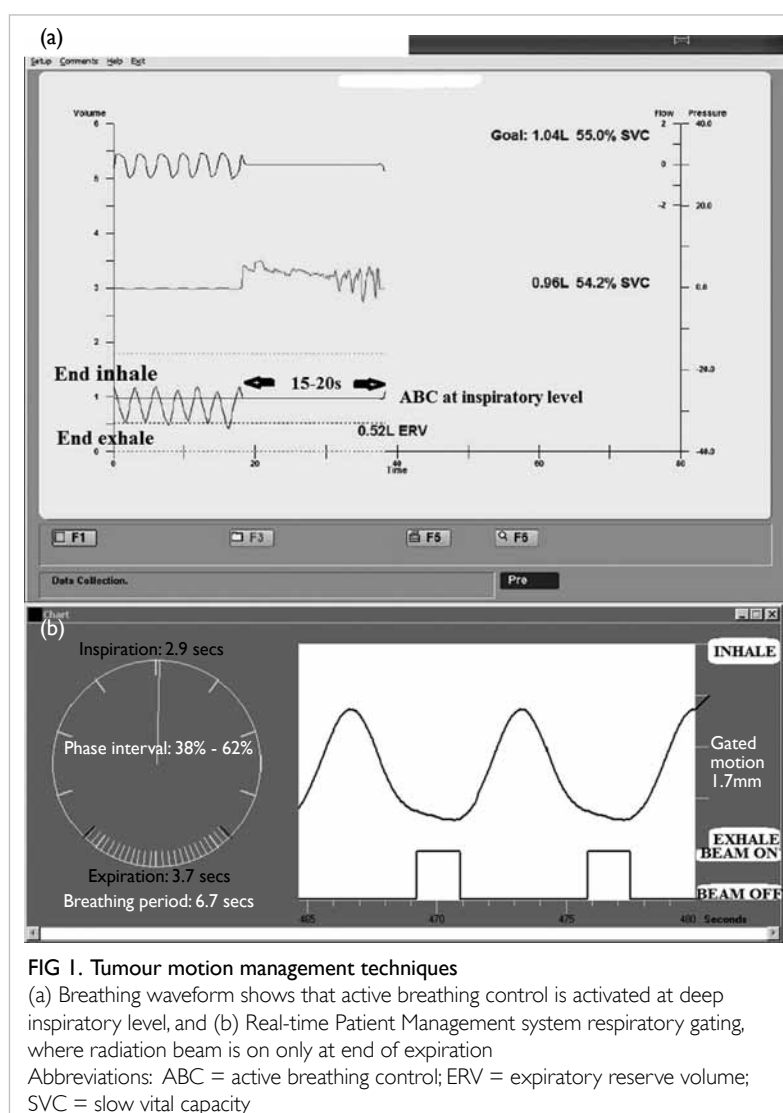 (a)
Setup Comments Help Exit
Volume
Flow Pressure
6
2
40.0
Goal: 1.04L 55.0% SVC
5
0
-2
20.0
4
3
0.96L 54.2% SVC
0.0
2
-20.0
End inhale
15-20s
1
ABC at inspiratory level
End exhale
0.52L ERV
0
-40.0
0
20
40
60
80
Time
F1
F3
F5
F6
Data Collection.
Pre
Chart
(b)
Inspiration: 2.9 secs
INHALE
Phase interval: 38% - 62%
Gated
motion
1.7mm
EXHALE
BEAM ON
Expiration: 3.7 secs
Breathing period: 6.7 secs
BEAM OFF
465
470
475
480
Seconds
FIG 1. Tumour motion management techniques
(a) Breathing waveform shows that active breathing control is activated at deep
inspiratory level, and (b) Real-time Patient Management system respiratory gating,
where radiation beam is on only at end of expiration
Abbreviations: ABC = active breathing control; ERV = expiratory reserve volume;
SVC = slow vital capacity